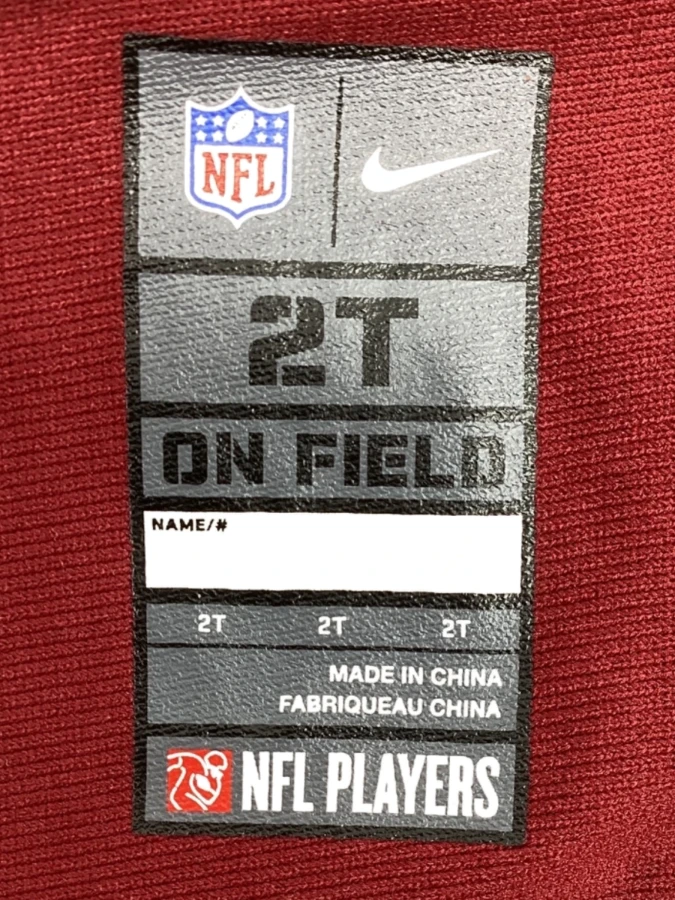 NFL
2T
ON FIELD
NAME/#
2T 2T 2T
MADE IN CHINA
FABRIQUEAU CHINA
NFL PLAYERS